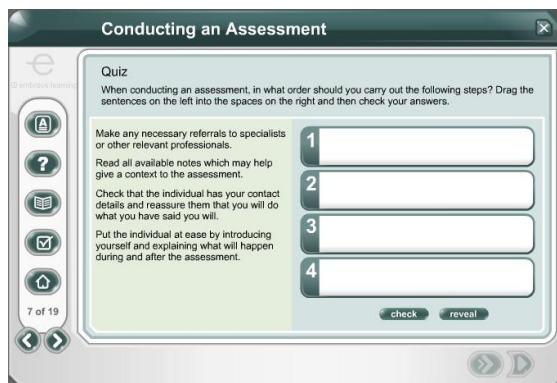 Conducting an Assessment
Quiz
When conducting an assessment, in what order should you carry out the following steps? Drag the
sentences on the left into the spaces on the right and then check your answers.
Make any necessary referrals to specialists
or other relevant professionals.
Read all available notes which may help
give a context to the assessment.
Check that the individual has your contact
details and reassure them that you will do
what you have said you will.
Put the individual at ease by introducing
yourself and explaining what will happen
during and after the assessment.
1
2
3
4
check reveal
A
?
7 of 19